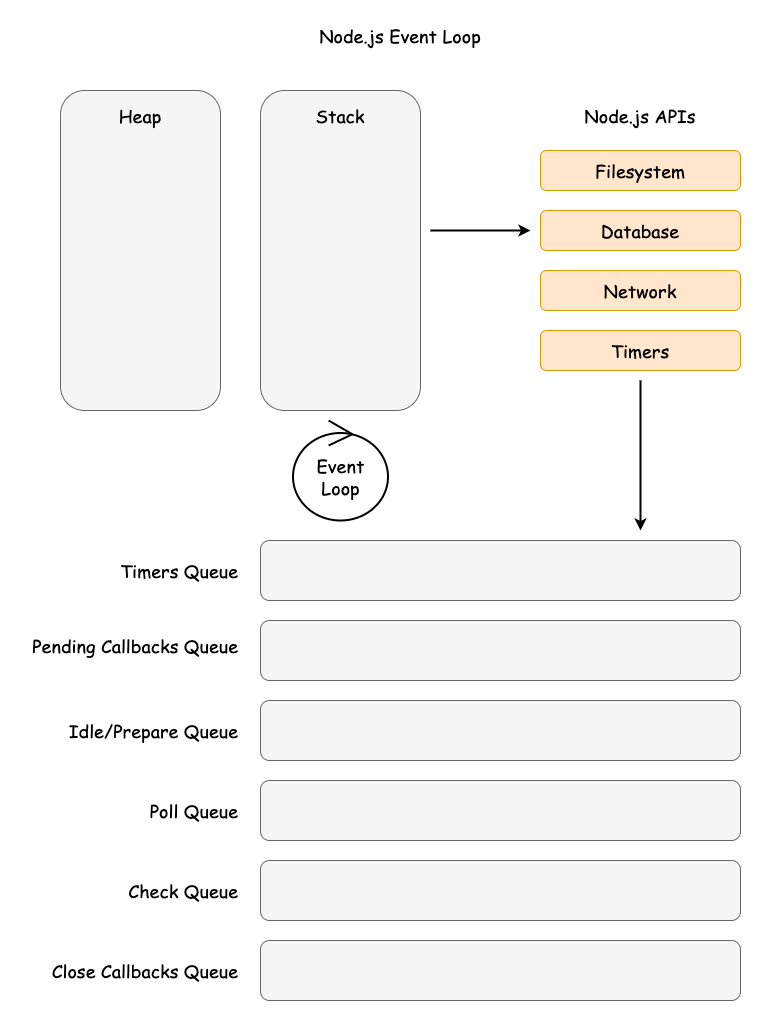 Node.js Event Loop
Heap
Stack
Node.js APIs
Filesystem
Database
Network
Timers
Event
Loop
Timers Queue
Pending Callbacks Queue
Idle/Prepare Queue
Poll Queue
Check Queue
Close Callbacks Queue